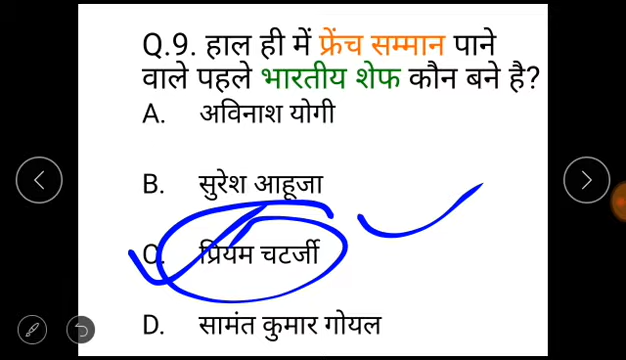 Q.9. हाल ही में फ्रेंच सम्मान पाने
वाले पहले भारतीय शेफ कौन बने है?
A. अविनाश योगी
B. सुरेश आहूजा
C. प्रियम चटर्जी
D. सामंत कुमार गोयल